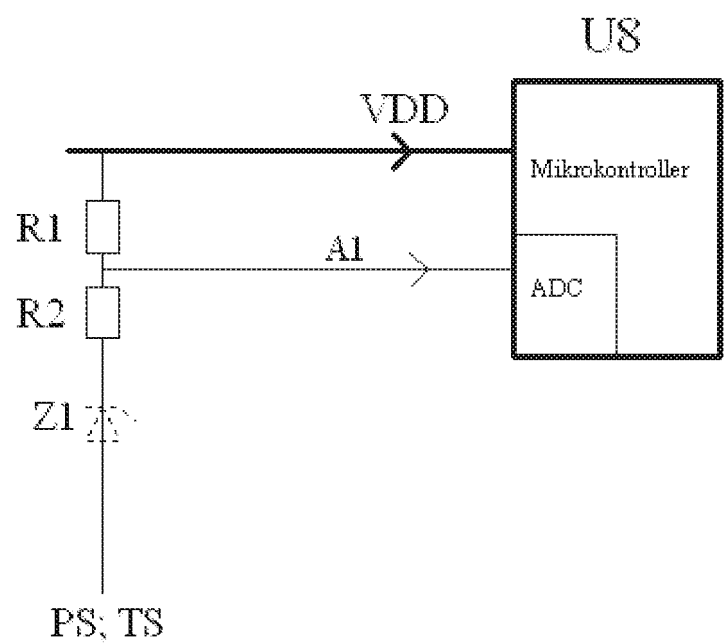 U8
VDD
Mikrokontroller
R1
A1
ADC
R2
Z1
PS; TS